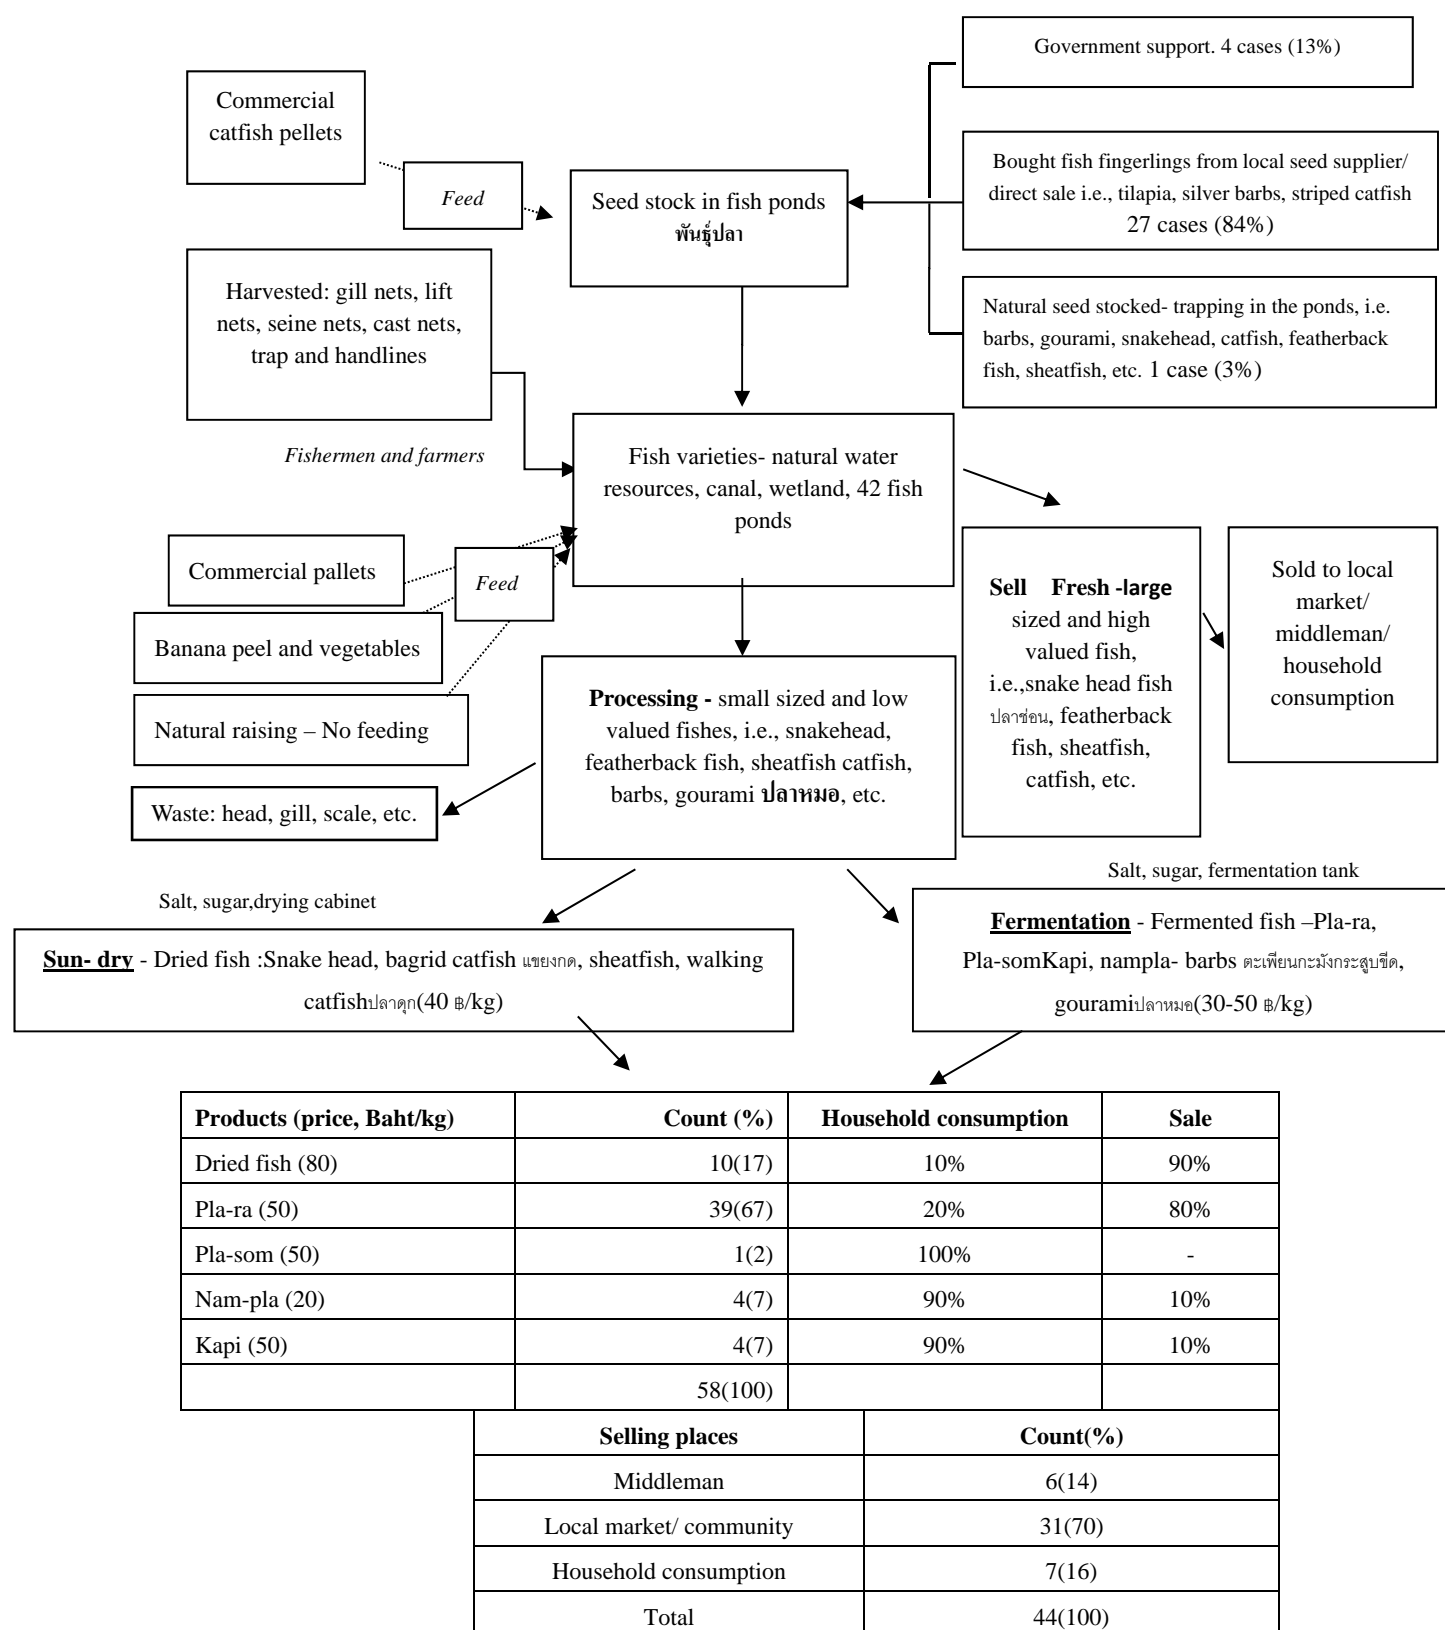 Government support. 4 cases (13%)
Commercial
catfish pellets
Bought fish fingerlings from local seed supplier/
direct sale i.e., tilapia, silver barbs, striped catfish
27 cases (84%)
Feed
Seed stock in fish ponds
พันธุ์ปลา
Harvested: gill nets, lift
nets, seine nets, cast nets,
trap and handlines
Natural seed stocked- trapping in the ponds, i.e.
barbs, gourami, snakehead, catfish, featherback
fish, sheatfish, etc. 1 case (3%)
Fishermen and farmers
Fish varieties- natural water
resources, canal, wetland, 42 fish
ponds
Commercial pallets
Feed
Banana peel and vegetables
Natural raising – No feeding
Sell Fresh -large
sized and high
valued fish,
i.e.,snake head fish
ปลาช่อน, featherback
fish, sheatfish,
catfish, etc.
Sold to local
market/
middleman/
household
consumption
Processing - small sized and low
valued fishes, i.e., snakehead,
featherback fish, sheatfish catfish,
barbs, gourami ปลาหมอ, etc.
Waste: head, gill, scale, etc.
Salt, sugar, fermentation tank
Salt, sugar,drying cabinet
Sun- dry - Dried fish :Snake head, bagrid catfish แขยงกด, sheatfish, walking
catfishปลาดุก(40 ฿/kg)
Fermentation - Fermented fish –Pla-ra,
Pla-somKapi, nampla- barbs ตะเพียนกะมังกระสูบขีด,
gouramiปลาหมอ(30-50 ฿/kg)
Products (price, Baht/kg) Count (%) Household consumption Sale
Dried fish (80) 10(17) 10% 90%
Pla-ra (50) 39(67) 20% 80%
Pla-som (50) 1(2) 100% -
Nam-pla (20) 4(7) 90% 10%
Kapi (50) 4(7) 90% 10%
58(100)
Selling places Count(%)
Middleman 6(14)
Local market/ community 31(70)
Household consumption 7(16)
Total 44(100)